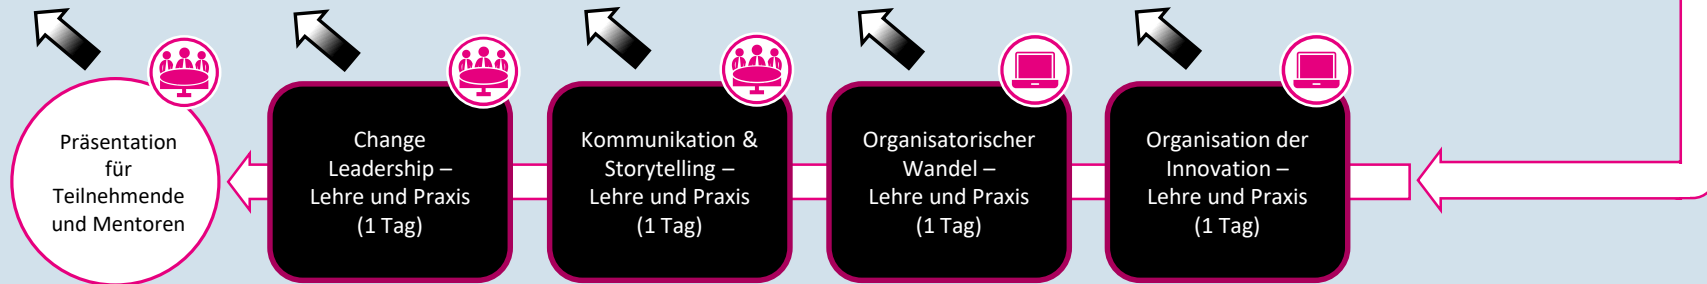 Präsentation
für
Teilnehmende
und Mentoren
Change
Leadership –
Lehre und Praxis
(1 Tag)
Kommunikation &
Storytelling –
Lehre und Praxis
(1 Tag)
Organisatorischer
Wandel –
Lehre und Praxis
(1 Tag)
Organisation der
Innovation –
Lehre und Praxis
(1 Tag)